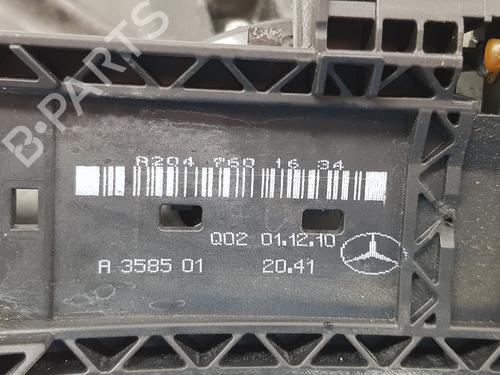 B-PARTS
A204 760 16 34
Q02 01.12.10
A 3585 01 20.41